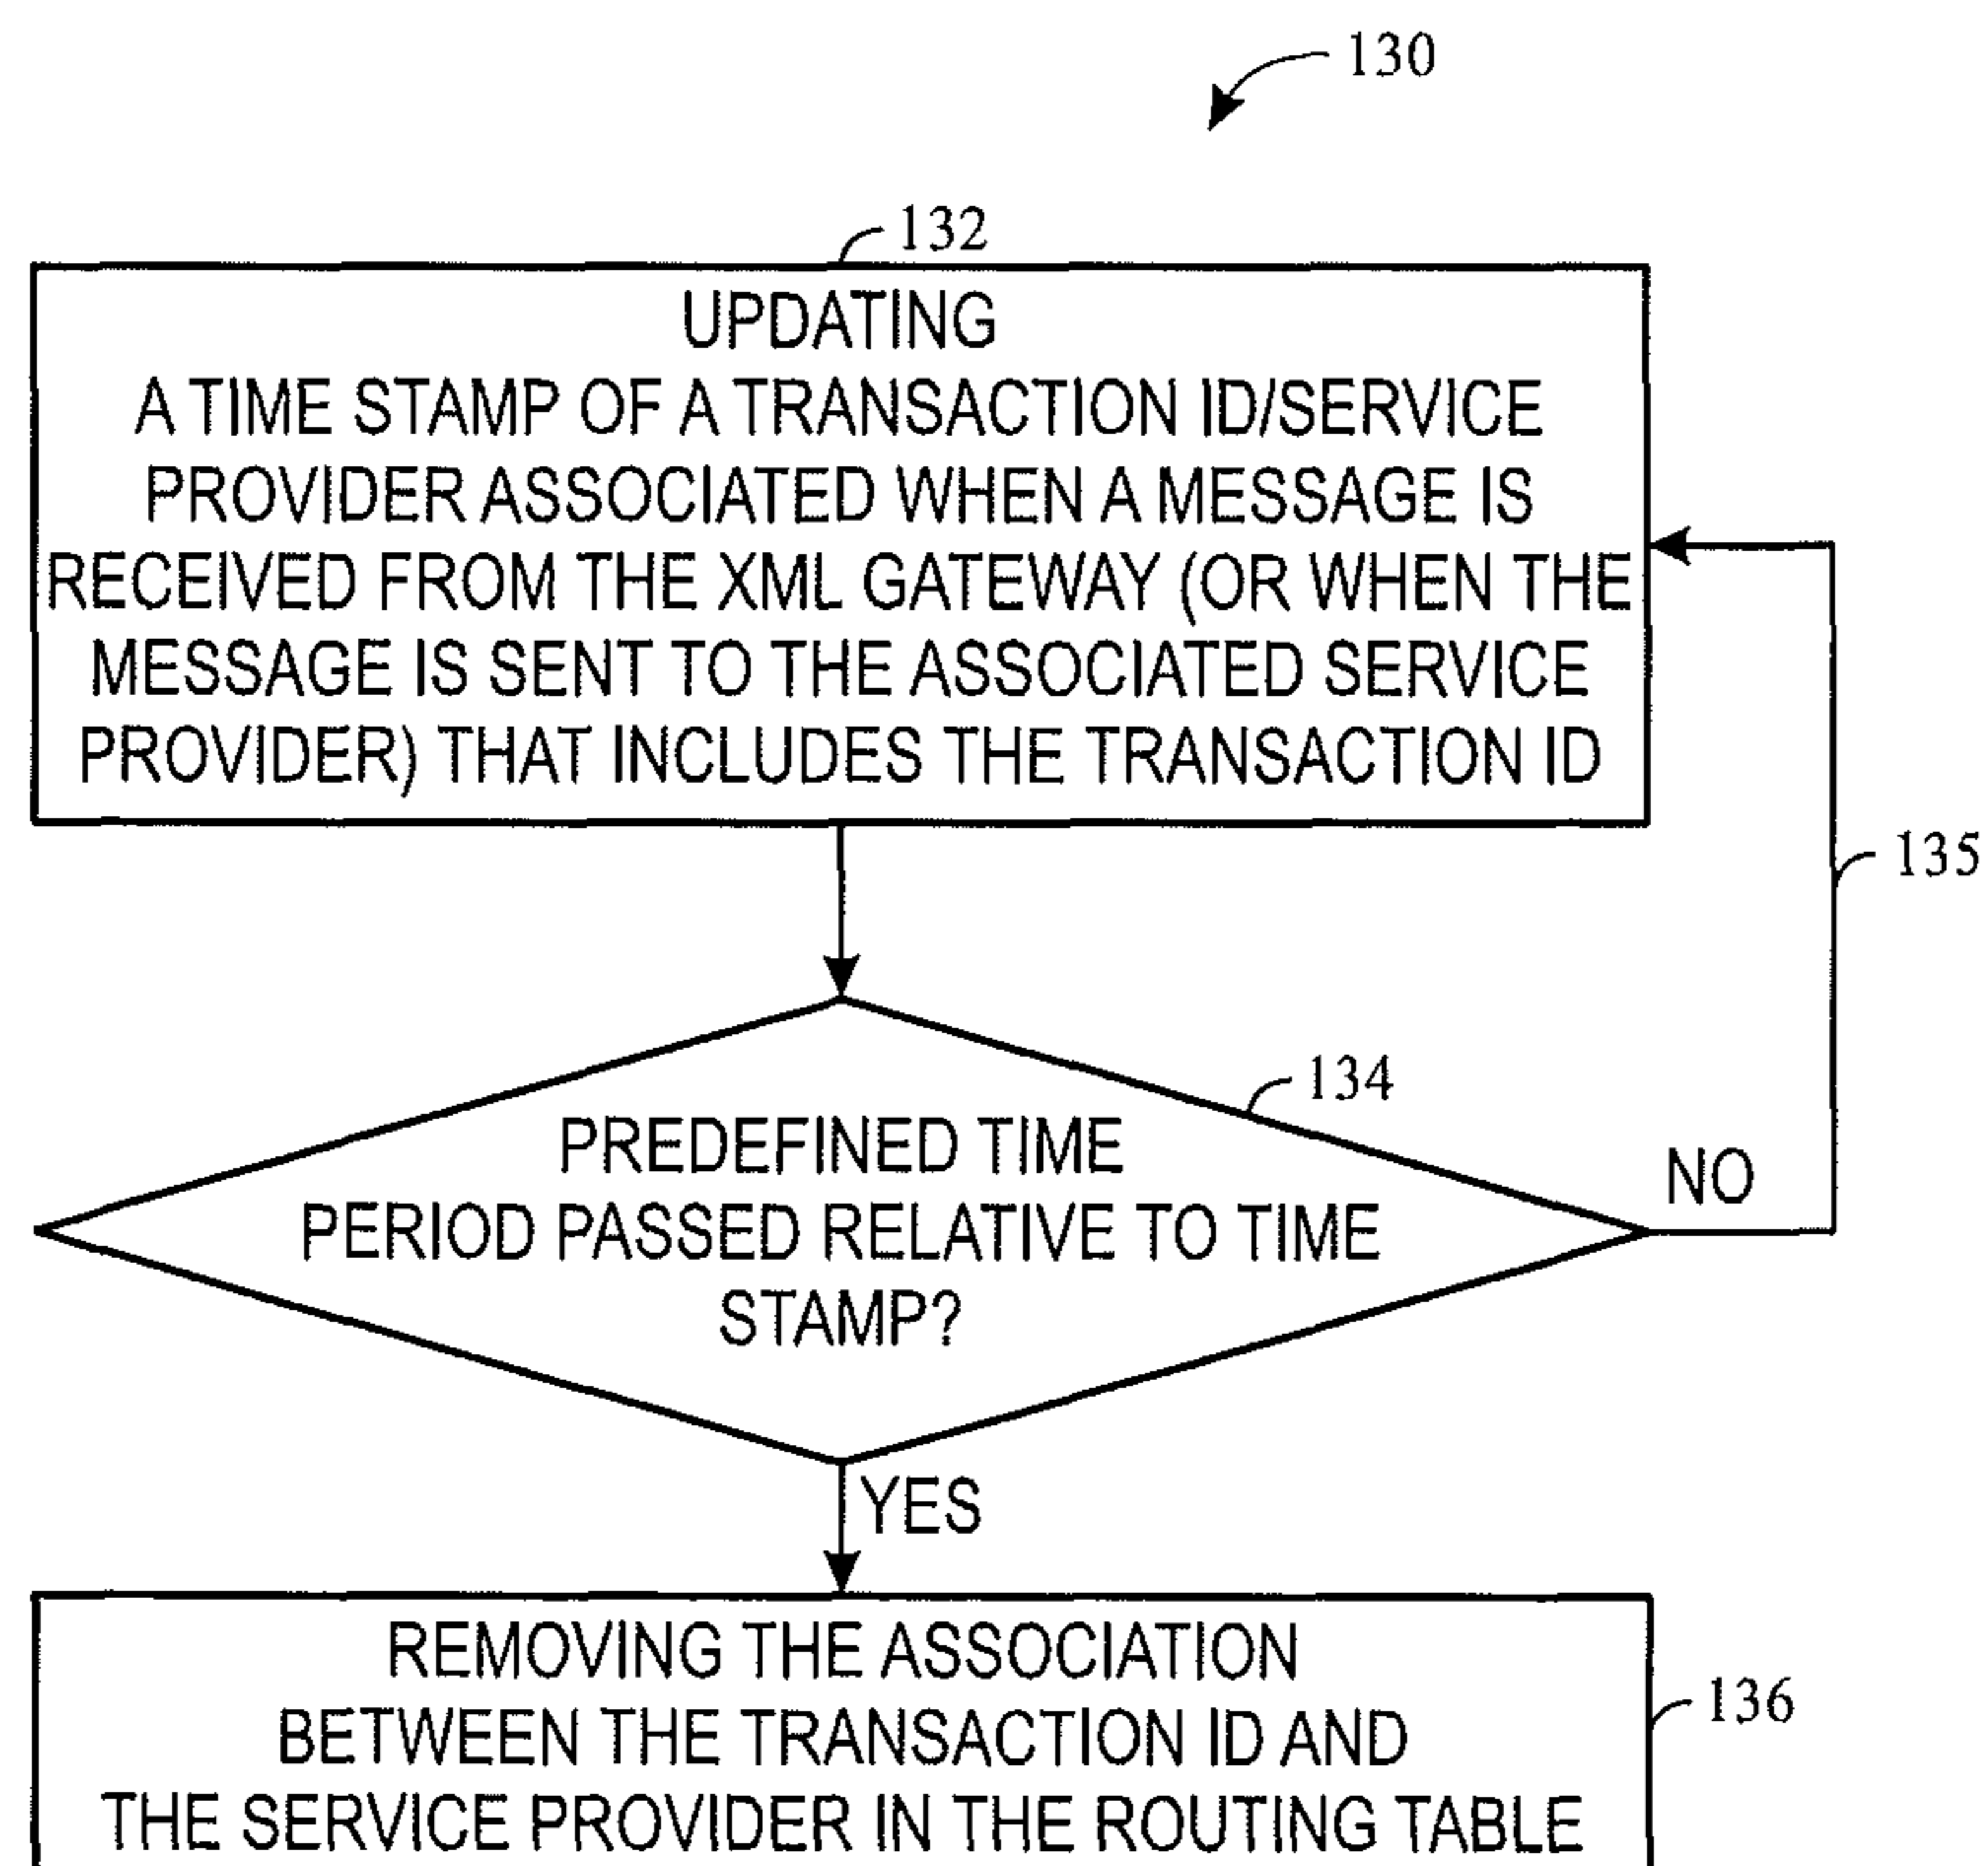 130
132
UPDATING
A TIME STAMP OF A TRANSACTION ID/SERVICE
PROVIDER ASSOCIATED WHEN A MESSAGE IS
RECEIVED FROM THE XML GATEWAY (OR WHEN THE
MESSAGE IS SENT TO THE ASSOCIATED SERVICE
PROVIDER) THAT INCLUDES THE TRANSACTION ID
135
134
PREDEFINED TIME
PERIOD PASSED RELATIVE TO TIME
STAMP?
NO
YES
REMOVING THE ASSOCIATION
BETWEEN THE TRANSACTION ID AND
THE SERVICE PROVIDER IN THE ROUTING TABLE
136